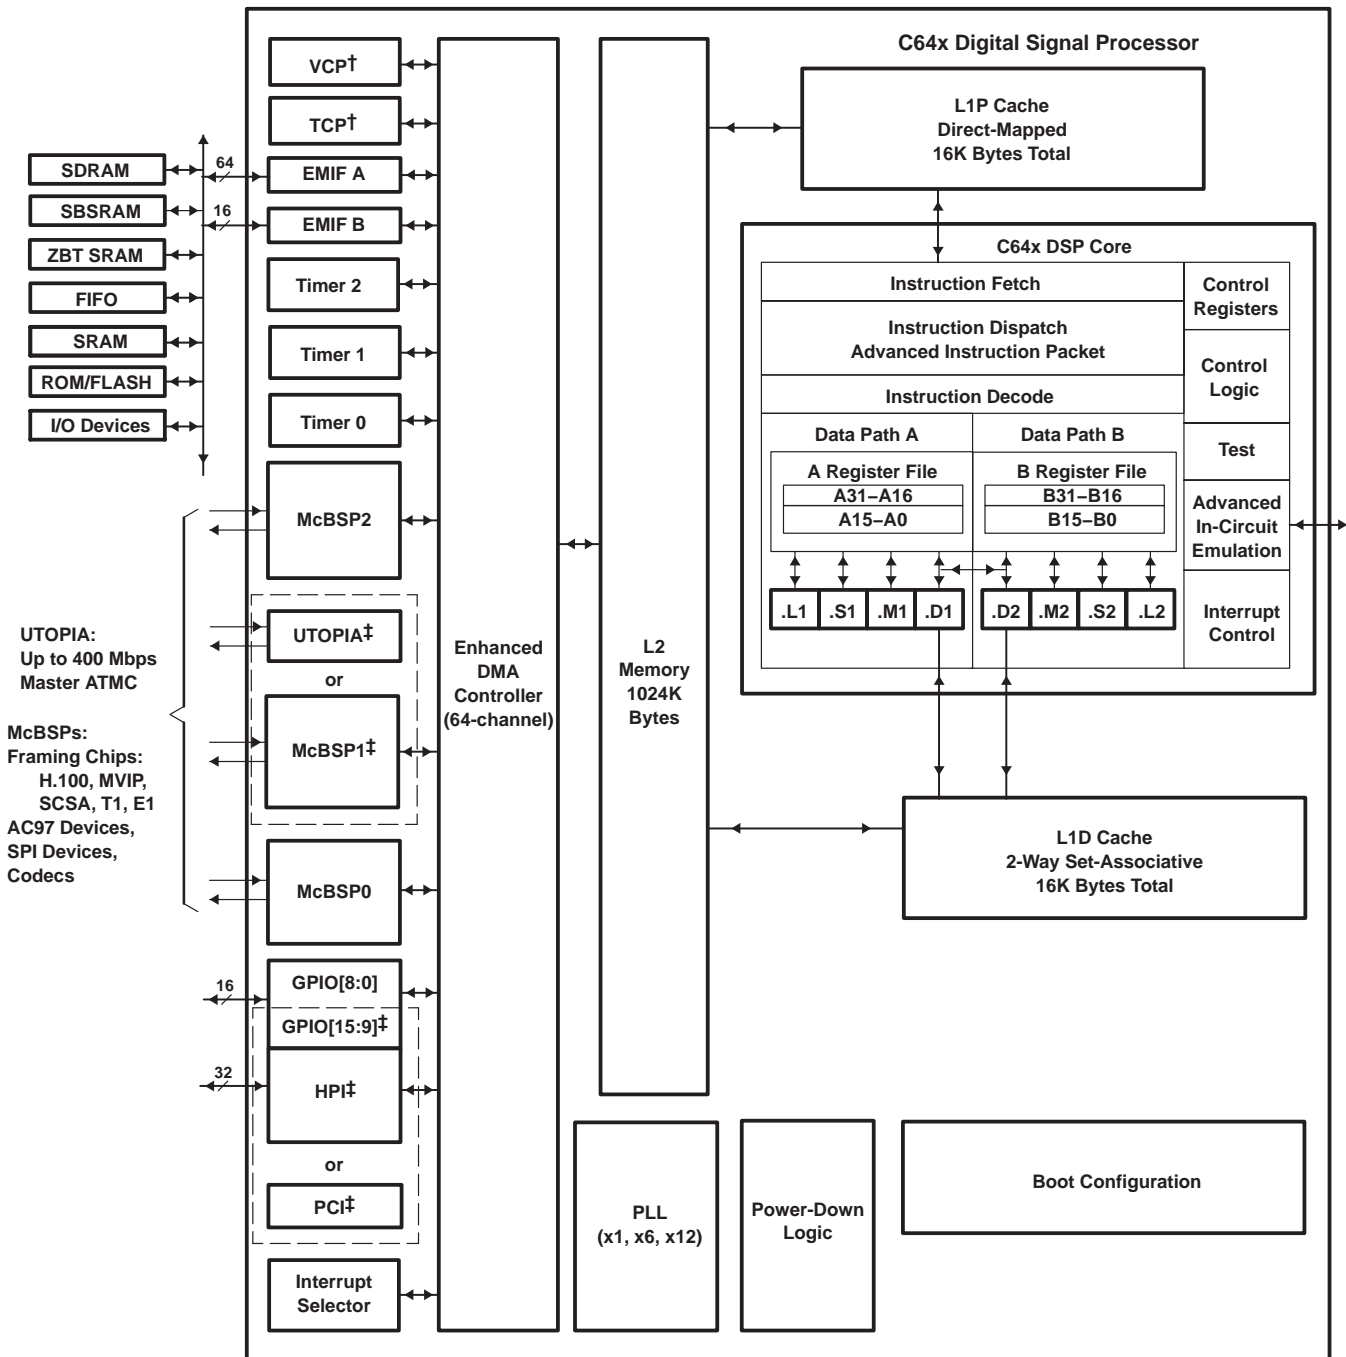 C64x Digital Signal Processor
VCP†
TCP†
EMIF A
EMIF B
Timer 2
Timer 1
Timer 0
McBSP2
UTOPIA‡
or
McBSP1‡
McBSP0
GPIO[8:0]
GPIO[15:9]‡
HPI‡
or
PCI‡
Interrupt
Selector
64
16
16
32
SDRAM
SBSRAM
ZBT SRAM
FIFO
SRAM
ROM/FLASH
I/O Devices
UTOPIA:
Up to 400 Mbps
Master ATMC
McBSPs:
Framing Chips:
H.100, MVIP,
SCSA, T1, E1
AC97 Devices,
SPI Devices,
Codecs
Enhanced
DMA
Controller
(64-channel)
L2
Memory
1024K
Bytes
L1P Cache
Direct-Mapped
16K Bytes Total
C64x DSP Core
Instruction Fetch
Instruction Dispatch
Advanced Instruction Packet
Instruction Decode
Data Path A
Data Path B
A Register File
A31–A16
A15–A0
B Register File
B31–B16
B15–B0
.L1 .S1 .M1 .D1
.D2 .M2 .S2 .L2
Control
Registers
Control
Logic
Test
Advanced
In-Circuit
Emulation
Interrupt
Control
L1D Cache
2-Way Set-Associative
16K Bytes Total
PLL
(x1, x6, x12)
Power-Down
Logic
Boot Configuration